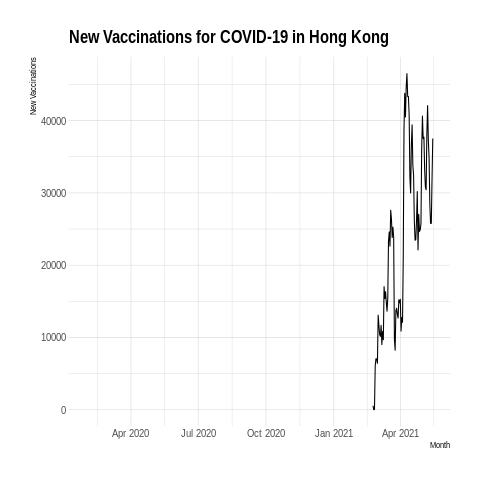 New Vaccinations for COVID-19 in Hong Kong
New Vaccinations
40000
30000
20000
10000
0
Apr 2020 Jul 2020 Oct 2020 Jan 2021 Apr 2021
Month